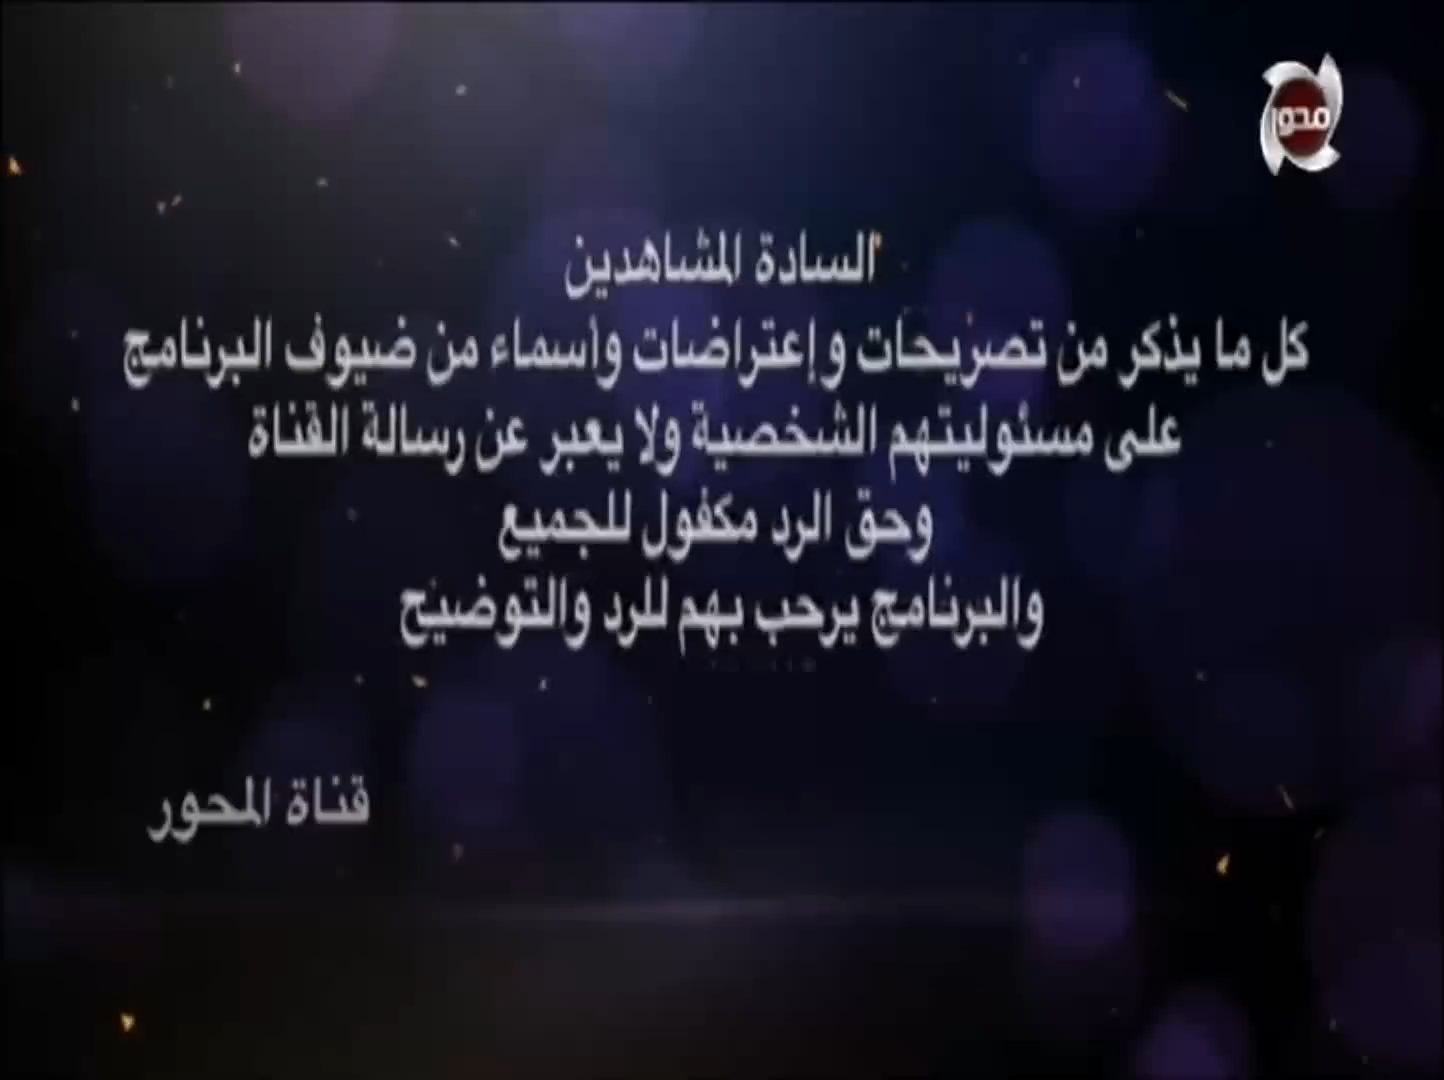 محور
السادة المشاهدين
كل ما يذكر من تصريحات وإعتراضات وأسماء من ضيوف البرنامج
على مسئوليتهم الشخصية ولا يعبر عن رسالة القناة
وحق الرد مكفول للجميع
والبرنامج يرحب بهم للرد والتوضيح
قناة المحور